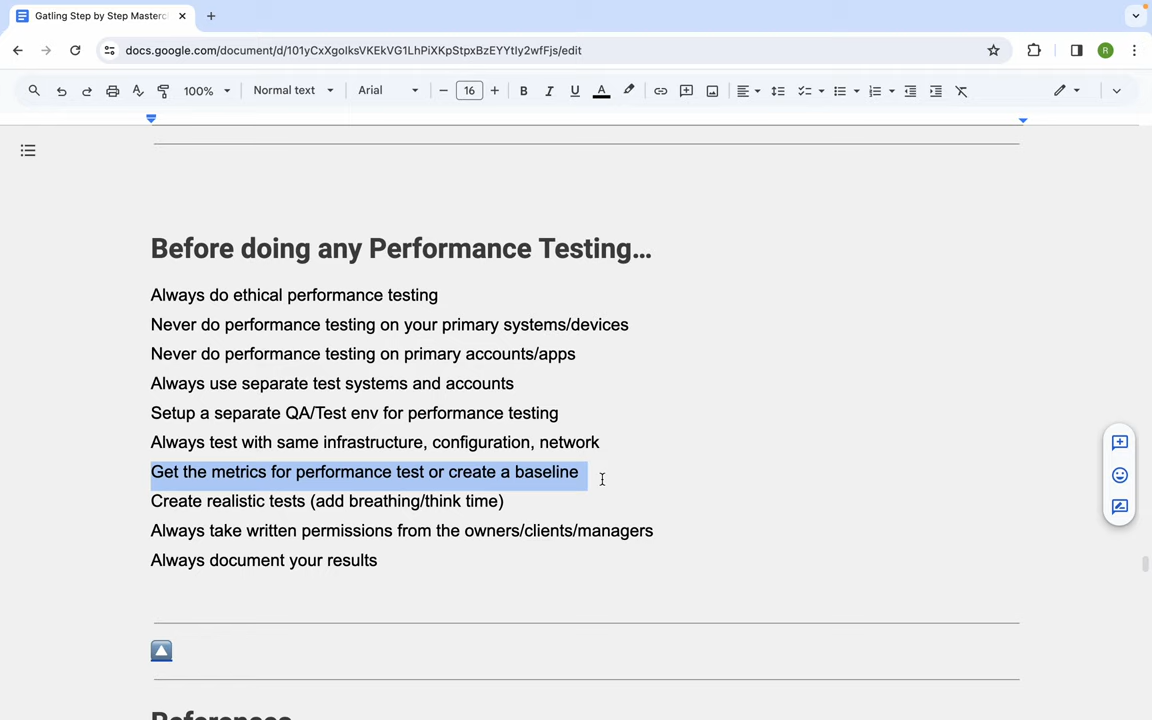 Gatling Step by Step Masterc
docs.google.com/document/d/101yCxXgolksVKEkVG1LhPiXKpStpxBzEYYtIy2wfFjs/edit
R
100%
Normal text
Arial
16
B
I
U
A
Before doing any Performance Testing...
Always do ethical performance testing
Never do performance testing on your primary systems/devices
Never do performance testing on primary accounts/apps
Always use separate test systems and accounts
Setup a separate QA/Test env for performance testing
Always test with same infrastructure, configuration, network
Get the metrics for performance test or create a baseline
Create realistic tests (add breathing/think time)
Always take written permissions from the owners/clients/managers
Always document your results
References